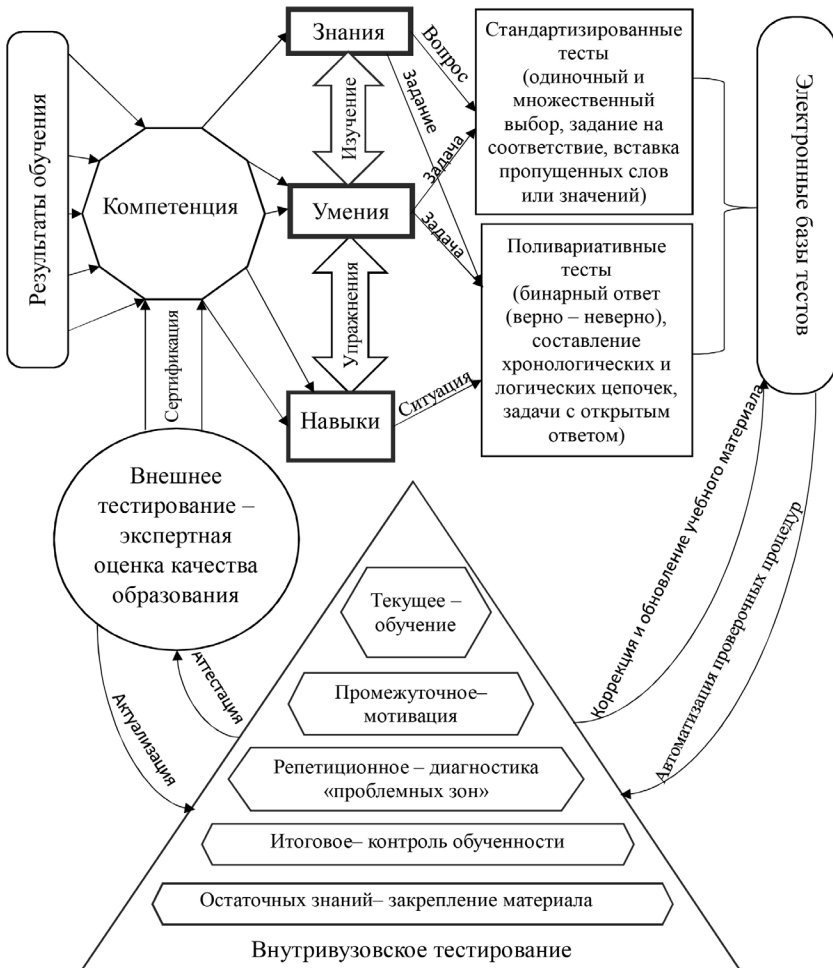 Результаты обучения
Компетенция
Знания
Изучение
Умения
Упражнения
Навыки
Вопрос
Задание
Задача
Задача
Ситуация
Стандартизированные
тесты
(одиночный и
множественный
выбор, задание на
соответствие, вставка
пропущенных слов
или значений)
Поливариативные
тесты
(бинарный ответ
(верно – неверно),
составление
хронологических и
логических цепочек,
задачи с открытым
ответом)
Электронные базы тестов
Сертификация
Внешнее
тестирование –
экспертная
оценка качества
образования
Актуализация
Аттестация
Коррекция и обновление учебного материала
Автоматизация проверочных процедур
Текущее –
обучение
Промежуточное–
мотивация
Репетиционное – диагностика
«проблемных зон»
Итоговое– контроль обученности
Остаточных знаний– закрепление материала
Внутривузовское тестирование